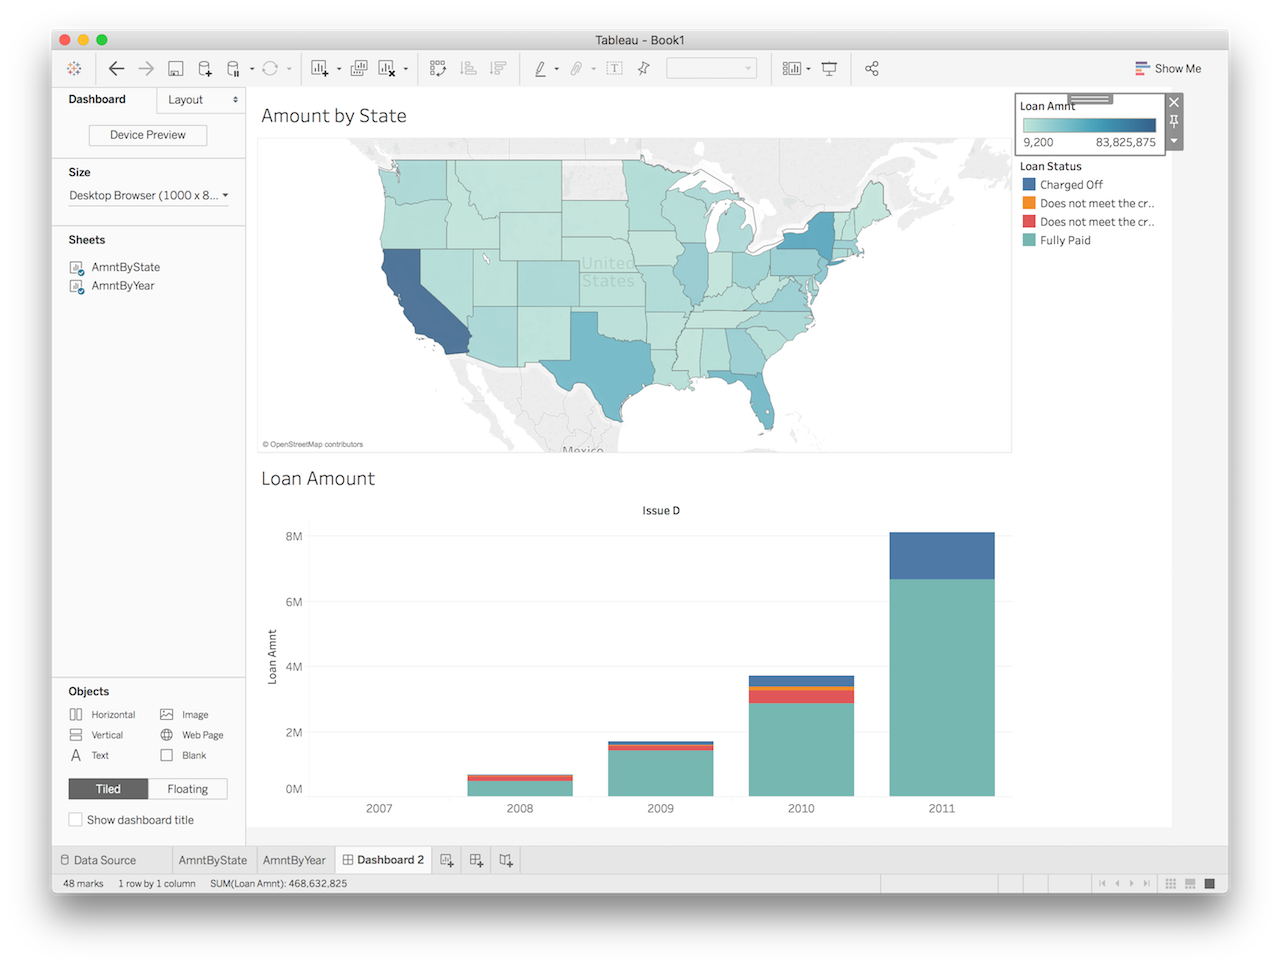 Tableau - Book1
Show Me
Dashboard
Layout
Device Preview
Size
Desktop Browser (1000 x 8...
Sheets
AmntByState
AmntByYear
Objects
Horizontal
Image
Vertical
Web Page
Text
Blank
Tiled
Floating
Show dashboard title
Amount by State
United
States
Mexico
© OpenStreetMap contributors
Loan Amnt
9,200
83,825,875
Loan Status
Charged Off
Does not meet the cr..
Does not meet the cr..
Fully Paid
Loan Amount
Issue D
8M
6M
4M
2M
0M
Loan Amnt
2007
2008
2009
2010
2011
Data Source
AmntByState
AmntByYear
Dashboard 2
48 marks
1 row by 1 column
SUM(Loan Amnt): 468,632,825